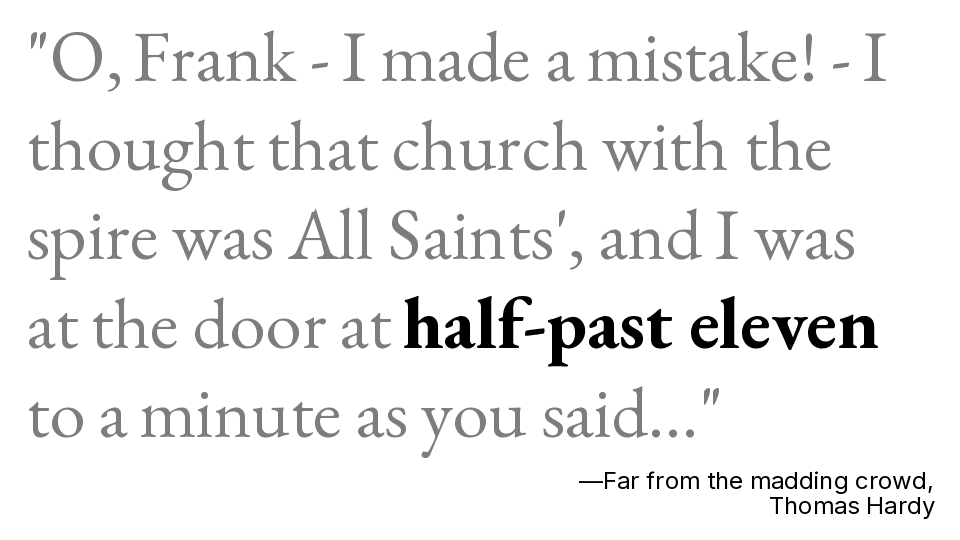 "O, Frank - I made a mistake! - I
thought that church with the
spire was All Saints', and I was
at the door at half-past eleven
to a minute as you said..."
—Far from the madding crowd,
Thomas Hardy